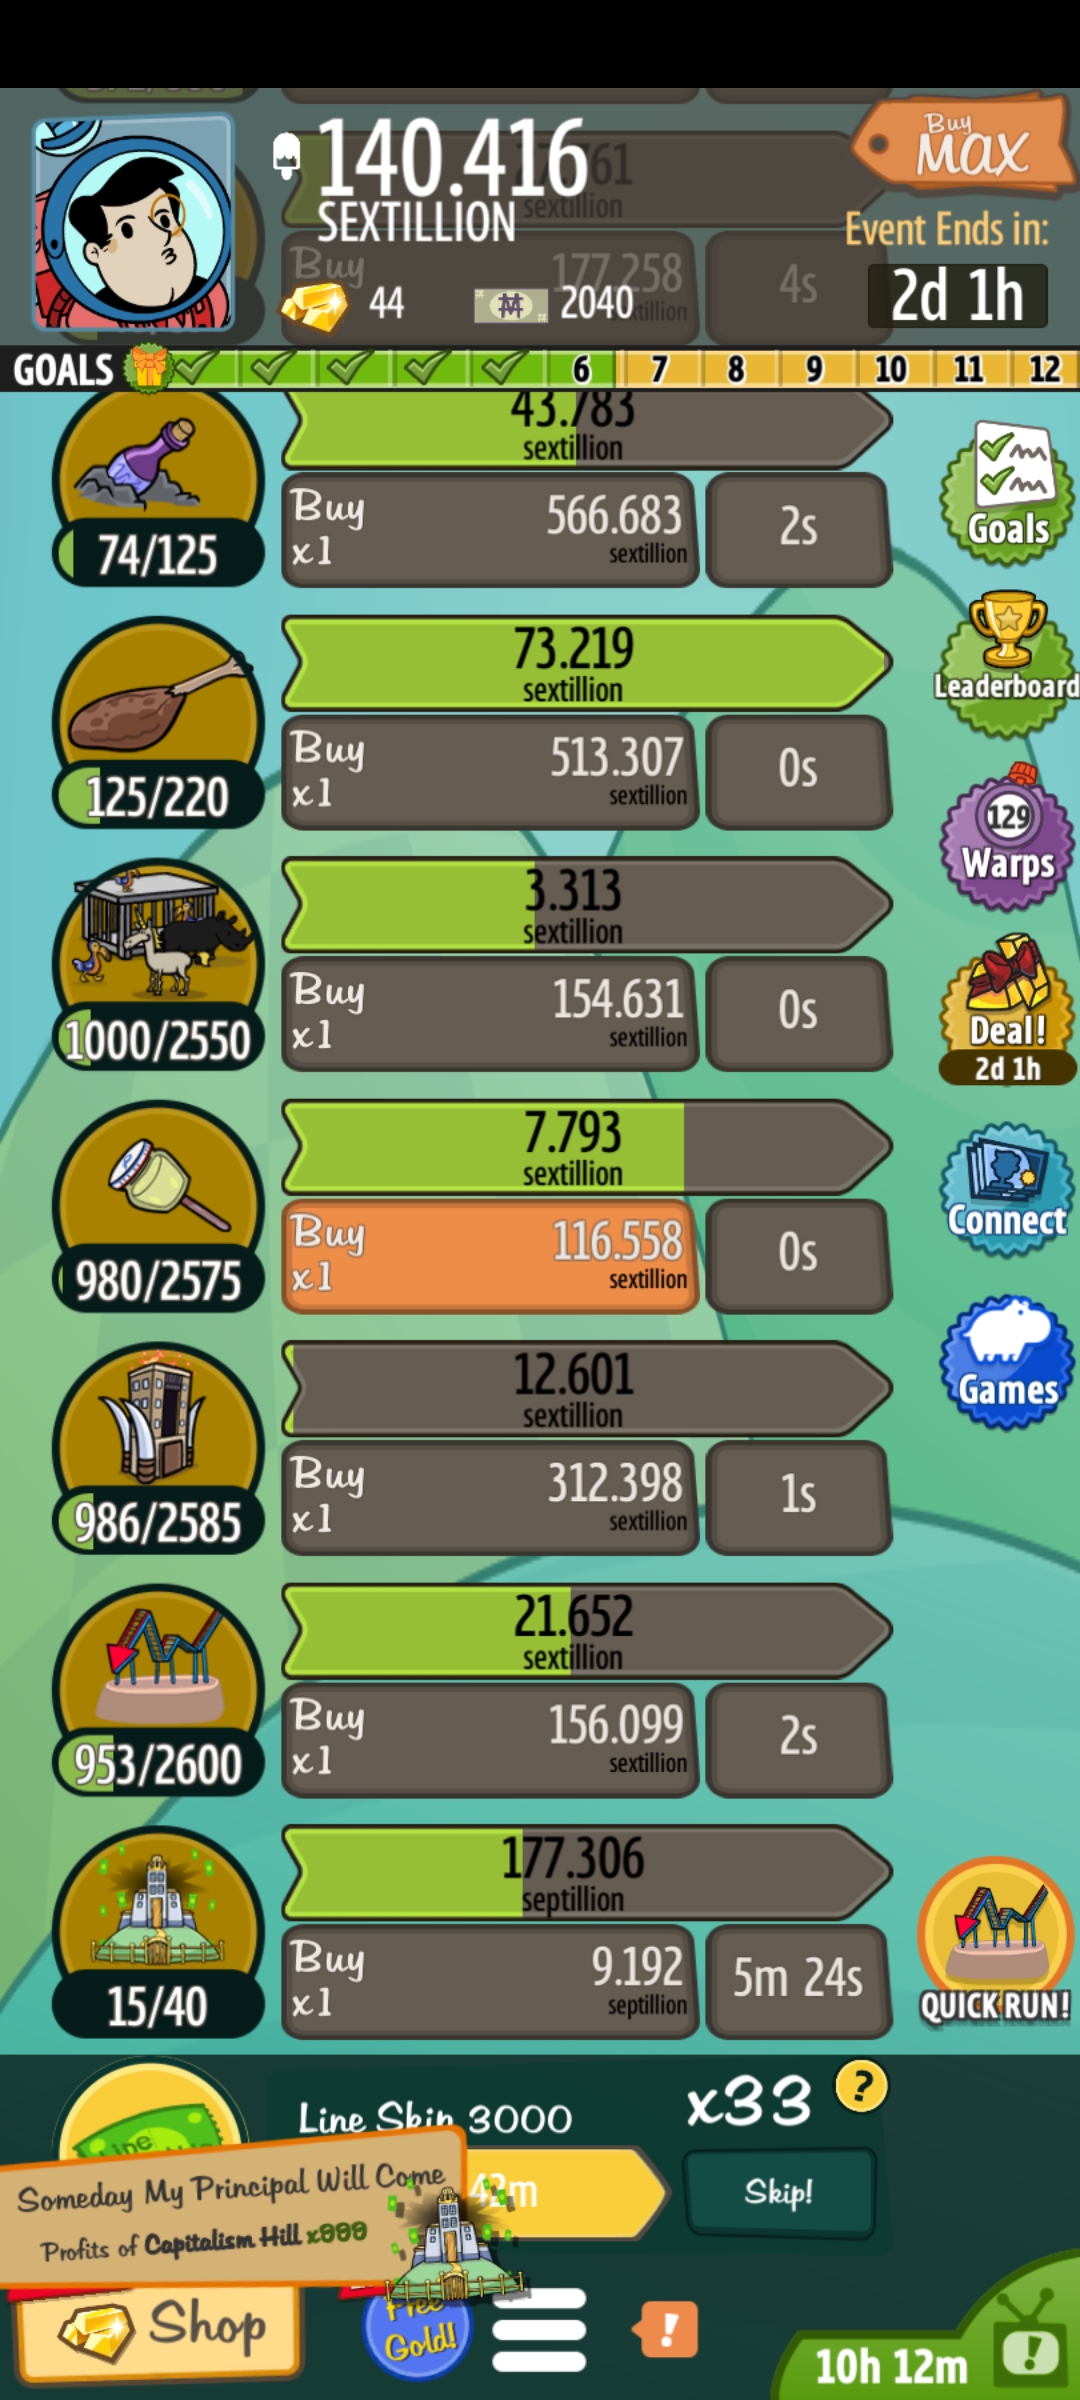 140.416
SEXTILLION
Buy
MAX
Event Ends in:
2d 1h
44
2040
Buy
177.258
4s
sextillion
GOALS
6
7
8
9
10
11
12
43.783
sextillion
Buy
x1
566.683
sextillion
2s
74/125
Goals
73.219
sextillion
Buy
x1
513.307
sextillion
0s
125/220
Leaderboard
3.313
sextillion
Buy
x1
154.631
sextillion
0s
1000/2550
129
Warps
Deal!
2d 1h
7.793
sextillion
Buy
x1
116.558
sextillion
0s
980/2575
Connect
12.601
sextillion
Buy
x1
312.398
sextillion
1s
986/2585
Games
21.652
sextillion
Buy
x1
156.099
sextillion
2s
953/2600
177.306
septillion
Buy
x1
9.192
septillion
5m 24s
15/40
QUICK RUN!
Line Skip 3000
x33
?
42m
Skip!
Someday My Principal Will Come
Profits of Capitalism Hill x999
Shop
Free
Gold!
!
10h 12m
!